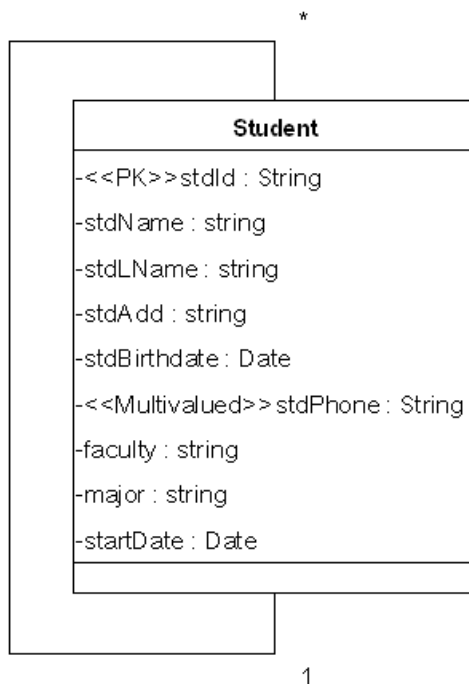 *
Student
-<<PK>>stdId : String
-stdName : string
-stdLName : string
-stdAdd : string
-stdBirthdate : Date
-<<Multivalued>>stdPhone : String
-faculty : string
-major : string
-startDate : Date
1